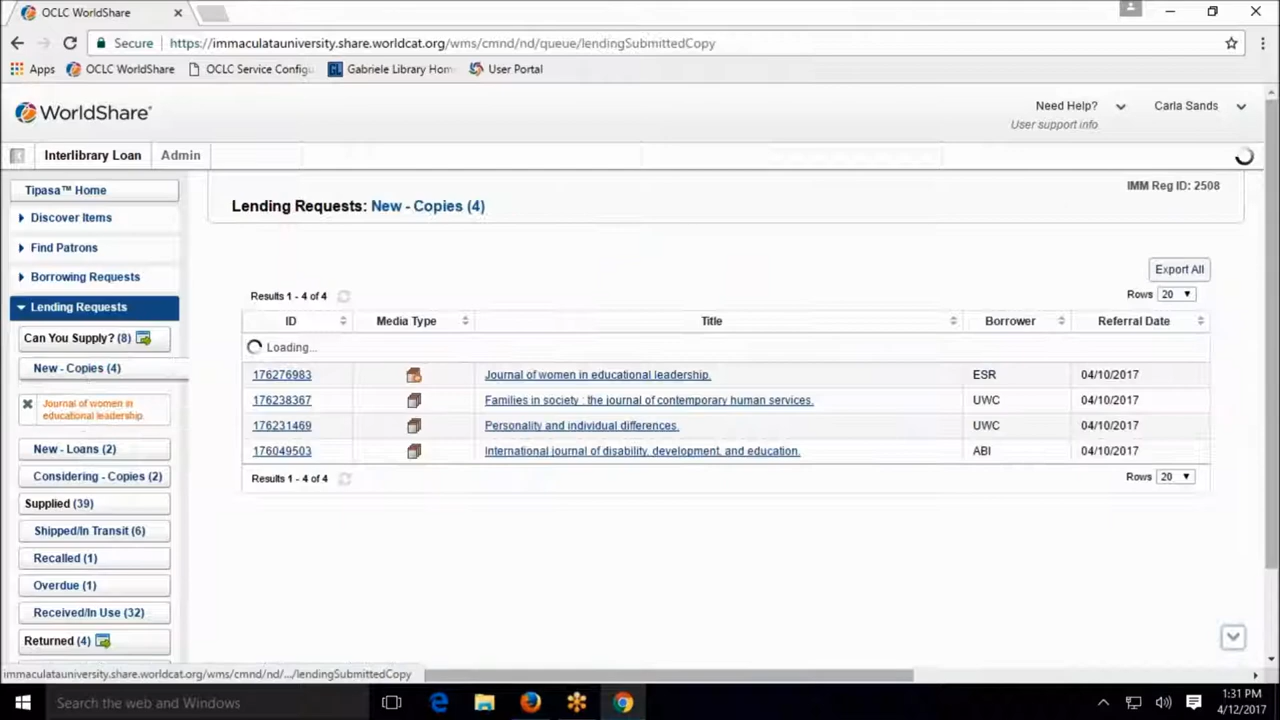 OCLC WorldShare
Secure
https://immaculatauniversity.share.worldcat.org/wms/cmnd/nd/queue/lendingSubmittedCopy
Apps
OCLC WorldShare
OCLC Service Configu
Gabriele Library Hom
User Portal
WorldShare®
Need Help?
Carla Sands
User support info
Interlibrary Loan
Admin
Tipasa™ Home
IMM Reg ID: 2508
Lending Requests: New - Copies (4)
Discover Items
Find Patrons
Borrowing Requests
Lending Requests
Can You Supply? (8)
New - Copies (4)
Journal of women in
educational leadership.
New - Loans (2)
Considering - Copies (2)
Supplied (39)
Shipped/In Transit (6)
Recalled (1)
Overdue (1)
Received/In Use (32)
Returned (4)
Export All
Results 1 - 4 of 4
Rows 20
ID Media Type Title Borrower Referral Date
Loading...
176276983 Journal of women in educational leadership. ESR 04/10/2017
176238367 Families in society : the journal of contemporary human services. UWC 04/10/2017
176231469 Personality and individual differences. UWC 04/10/2017
176049503 International journal of disability, development, and education. ABI 04/10/2017
Results 1 - 4 of 4
Rows 20
immaculatauniversity.share.worldcat.org/wms/cmnd/nd/.../lendingSubmittedCopy
Search the web and Windows
1:31 PM
4/12/2017